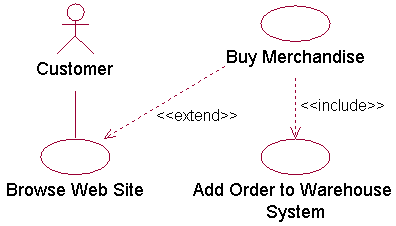 Customer
Buy Merchandise
<<extend>>
<<include>>
Browse Web Site
Add Order to Warehouse
System